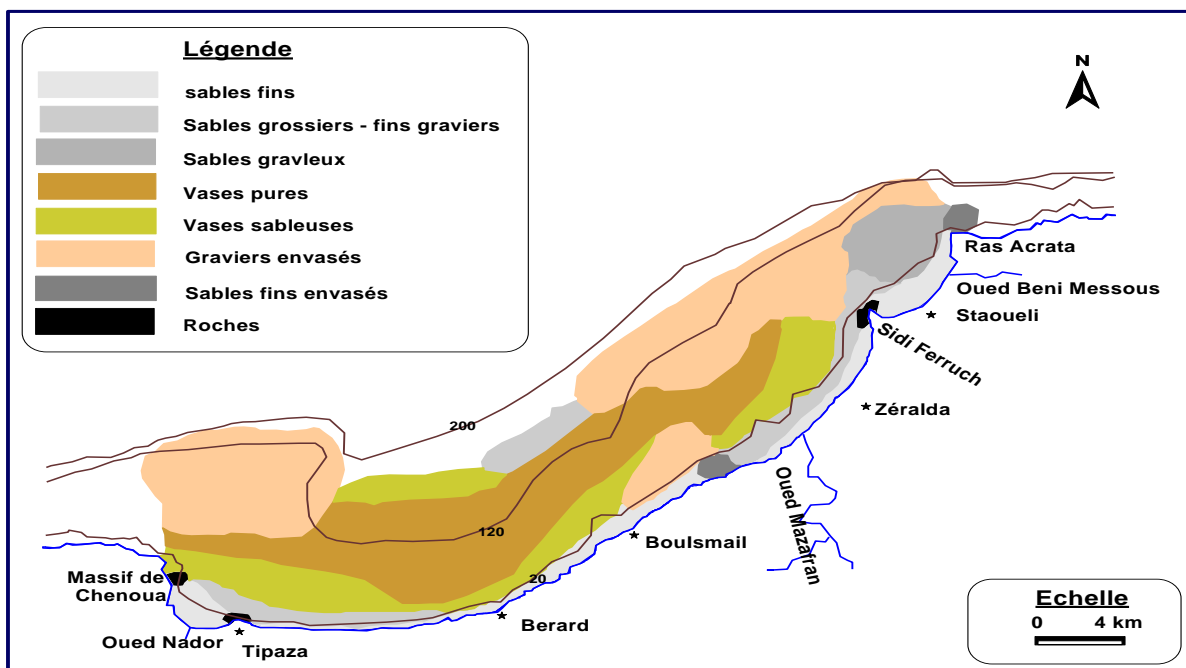 Légende
sables fins
Sables grossiers - fins graviers
Sables gravleux
Vases pures
Vases sableuses
Graviers envasés
Sables fins envasés
Roches
N
Ras Acrata
Oued Beni Messous
Staoueli
Sidi Ferruch
Zéralda
200
Oued Mazafran
120
Boulsmail
20
Massif de
Chenoua
Berard
Oued Nador
Tipaza
Echelle
0 4 km